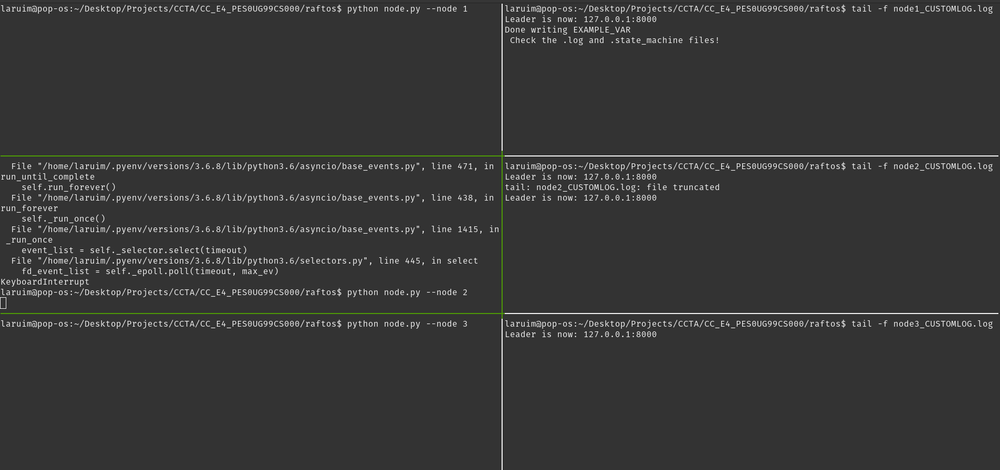 laruim@pop-os:~/Desktop/Projects/CCTA/CC_E4_PES0UG99CS000/raftos$ python node.py --node 1
laruim@pop-os:~/Desktop/Projects/CCTA/CC_E4_PES0UG99CS000/raftos$ tail -f node1_CUSTOMLOG.log
Leader is now: 127.0.0.1:8000
Done writing EXAMPLE_VAR
 Check the .log and .state_machine files!
  File "/home/laruim/.pyenv/versions/3.6.8/lib/python3.6/asyncio/base_events.py", line 471, in
run_until_complete
    self.run_forever()
  File "/home/laruim/.pyenv/versions/3.6.8/lib/python3.6/asyncio/base_events.py", line 438, in
run_forever
    self._run_once()
  File "/home/laruim/.pyenv/versions/3.6.8/lib/python3.6/asyncio/base_events.py", line 1415, in
 _run_once
    event_list = self._selector.select(timeout)
  File "/home/laruim/.pyenv/versions/3.6.8/lib/python3.6/selectors.py", line 445, in select
    fd_event_list = self._epoll.poll(timeout, max_ev)
KeyboardInterrupt
laruim@pop-os:~/Desktop/Projects/CCTA/CC_E4_PES0UG99CS000/raftos$ python node.py --node 2
laruim@pop-os:~/Desktop/Projects/CCTA/CC_E4_PES0UG99CS000/raftos$ tail -f node2_CUSTOMLOG.log
Leader is now: 127.0.0.1:8000
tail: node2_CUSTOMLOG.log: file truncated
Leader is now: 127.0.0.1:8000
laruim@pop-os:~/Desktop/Projects/CCTA/CC_E4_PES0UG99CS000/raftos$ python node.py --node 3
laruim@pop-os:~/Desktop/Projects/CCTA/CC_E4_PES0UG99CS000/raftos$ tail -f node3_CUSTOMLOG.log
Leader is now: 127.0.0.1:8000